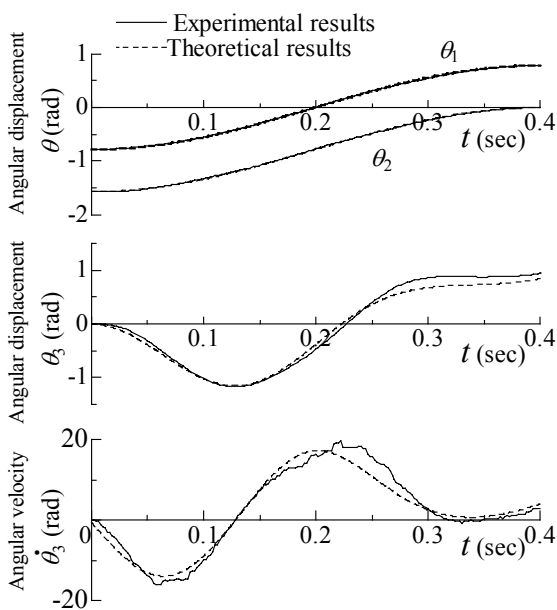 Experimental results
Theoretical results
Angular displacement
θ (rad)
1
0
-1
-2
0.1
0.2
0.3
0.4
t (sec)
θ1
θ2
Angular displacement
θ3 (rad)
1
0
-1
0.1
0.2
0.3
0.4
t (sec)
Angular velocity
θ̇3 (rad)
20
0
-20
0.1
0.2
0.3
0.4
t (sec)